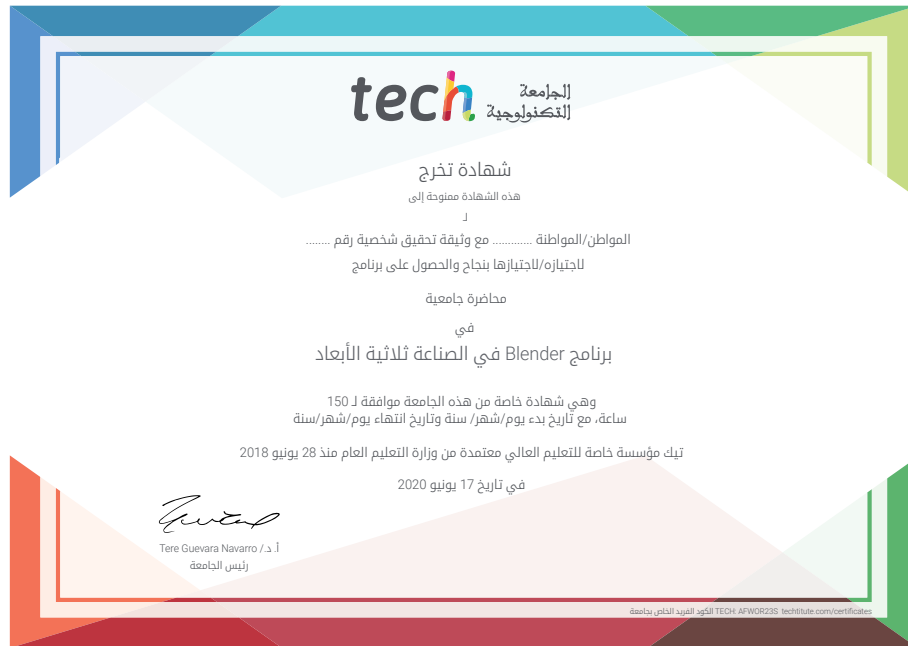 tech الجامعة
التكنولوجية
شهادة تخرج
هذه الشهادة ممنوحة إلى
لـ
المواطن/المواطنة ............ مع وثيقة تحقيق شخصية رقم ........
لاجتيازه/لاجتيازها بنجاح والحصول على برنامج
محاضرة جامعية
في
برنامج Blender في الصناعة ثلاثية الأبعاد
وهي شهادة خاصة من هذه الجامعة موافقة لـ 150
ساعة، مع تاريخ بدء يوم/شهر/ سنة وتاريخ انتهاء يوم/شهر/سنة
تيك مؤسسة خاصة للتعليم العالي معتمدة من وزارة التعليم العام منذ 28 يونيو 2018
في تاريخ 17 يونيو 2020
أ. د./ Tere Guevara Navarro
رئيس الجامعة
الكود الفريد الخاص بجامعة TECH: AFWOR23S techtitute.com/certificates